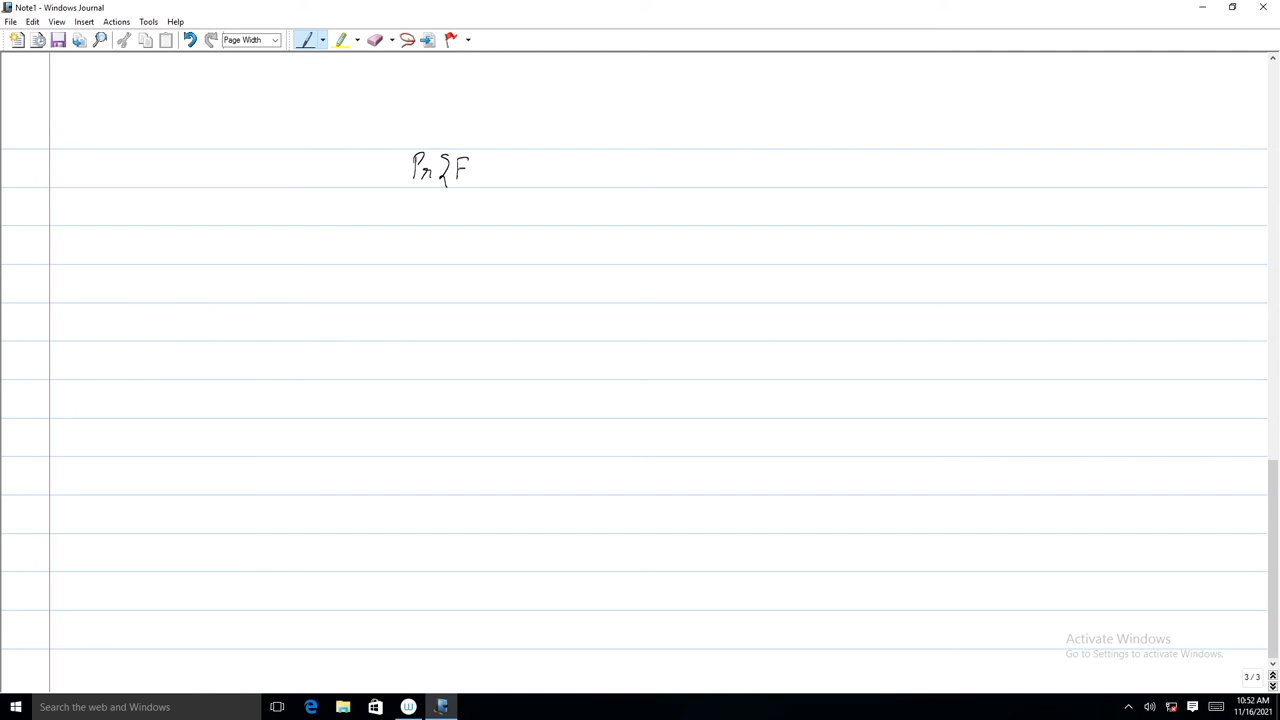 Note1 - Windows Journal
File Edit View Insert Actions Tools Help
Page Width
Pr{F
Activate Windows
Go to Settings to activate Windows.
3 / 3
Search the web and Windows
10:52 AM
11/16/2021